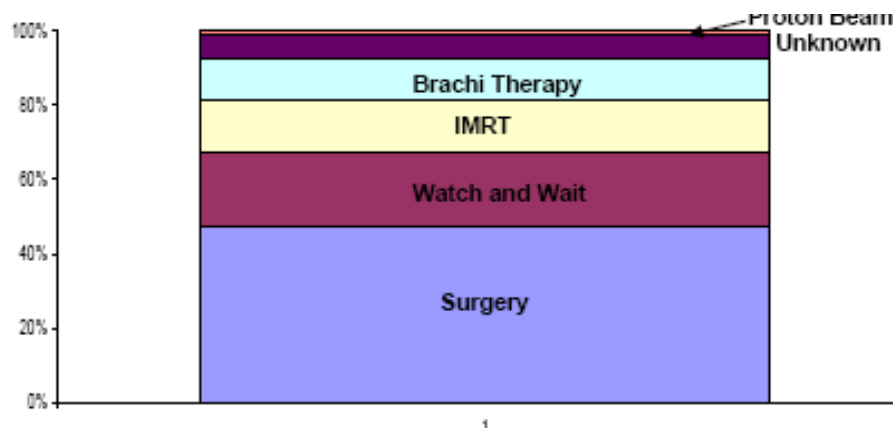 100%
Proton Beam
Unknown
80%
Brachi Therapy
IMRT
60%
Watch and Wait
40%
Surgery
20%
0%
1